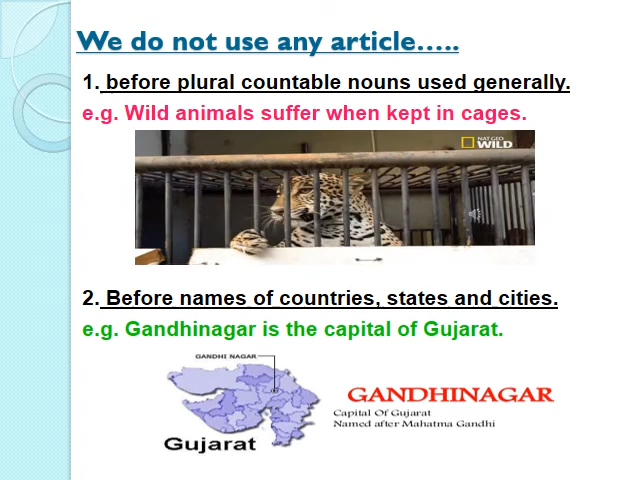 We do not use any article…..
1. before plural countable nouns used generally.
e.g. Wild animals suffer when kept in cages.
NAT GEO
WILD
2. Before names of countries, states and cities.
e.g. Gandhinagar is the capital of Gujarat.
GANDHI NAGAR
GANDHINAGAR
Capital Of Gujarat
Named after Mahatma Gandhi
Gujarat